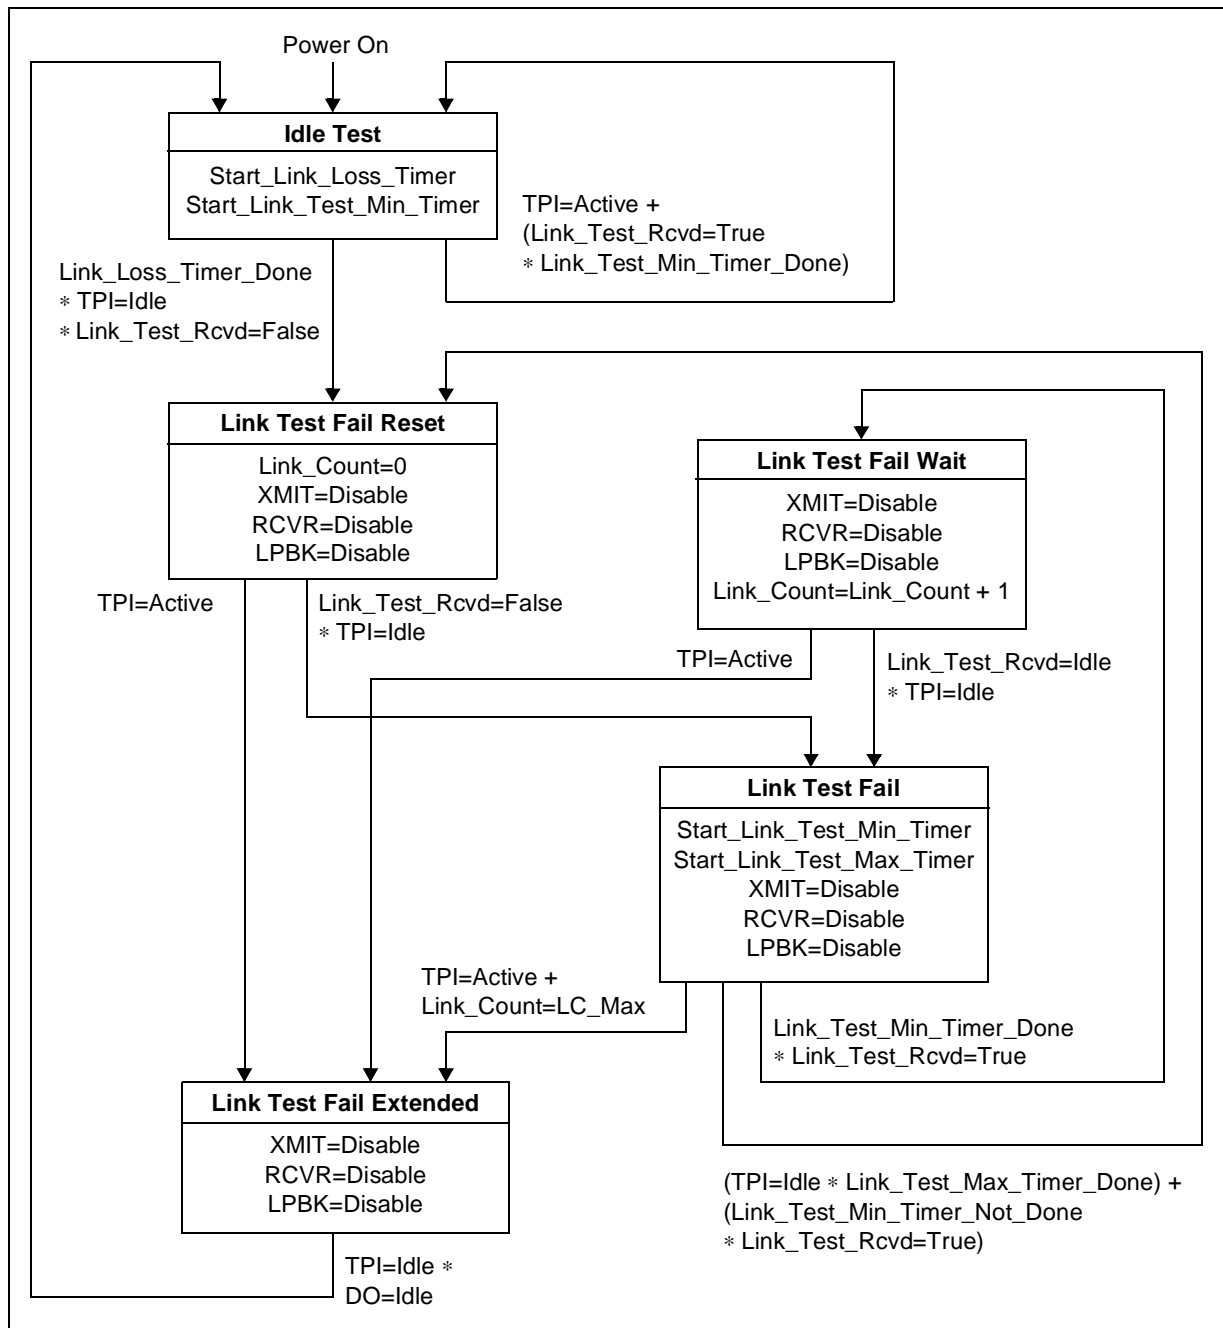 Power On
Idle Test
Start_Link_Loss_Timer
Start_Link_Test_Min_Timer
TPI=Active +
(Link_Test_Rcvd=True
* Link_Test_Min_Timer_Done)
Link_Loss_Timer_Done
* TPI=Idle
* Link_Test_Rcvd=False
Link Test Fail Reset
Link_Count=0
XMIT=Disable
RCVR=Disable
LPBK=Disable
Link Test Fail Wait
XMIT=Disable
RCVR=Disable
LPBK=Disable
Link_Count=Link_Count + 1
TPI=Active
Link_Test_Rcvd=False
* TPI=Idle
TPI=Active
Link_Test_Rcvd=Idle
* TPI=Idle
Link Test Fail
Start_Link_Test_Min_Timer
Start_Link_Test_Max_Timer
XMIT=Disable
RCVR=Disable
LPBK=Disable
TPI=Active +
Link_Count=LC_Max
Link_Test_Min_Timer_Done
* Link_Test_Rcvd=True
Link Test Fail Extended
XMIT=Disable
RCVR=Disable
LPBK=Disable
(TPI=Idle * Link_Test_Max_Timer_Done) +
(Link_Test_Min_Timer_Not_Done
* Link_Test_Rcvd=True)
TPI=Idle *
DO=Idle